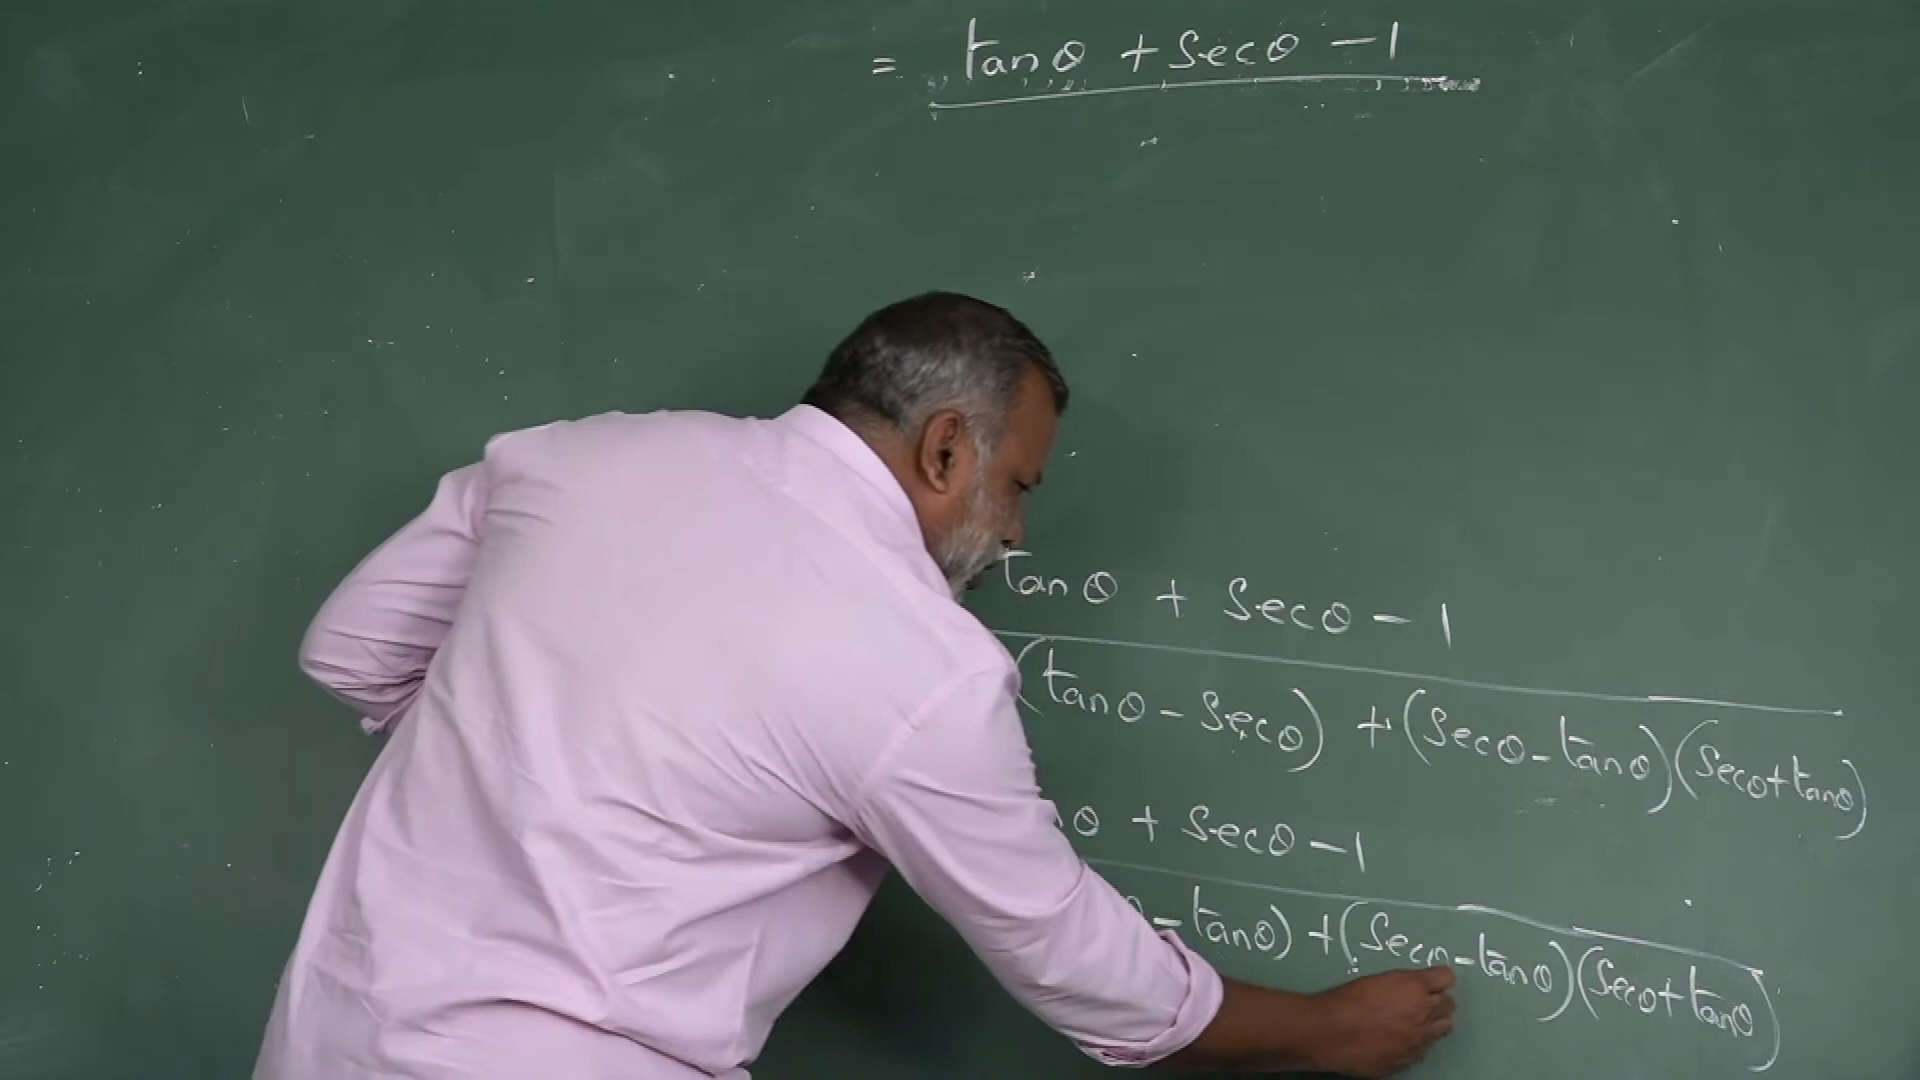 = tanθ + secθ - 1
tanθ + secθ - 1
(tanθ - secθ) + (secθ - tanθ)(secθ + tanθ)
θ + secθ - 1
- tanθ) + (secθ - tanθ)(secθ + tanθ)